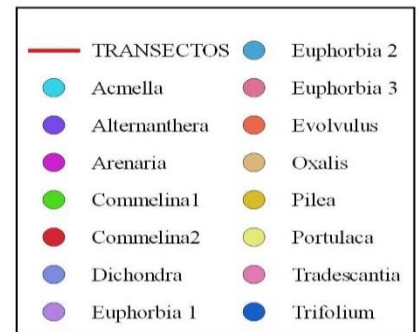 TRANSECTOS
Acmella
Alternanthera
Arenaria
Commelina1
Commelina2
Dichondra
Euphorbia 1
Euphorbia 2
Euphorbia 3
Evolvulus
Oxalis
Pilea
Portulaca
Tradescantia
Trifolium